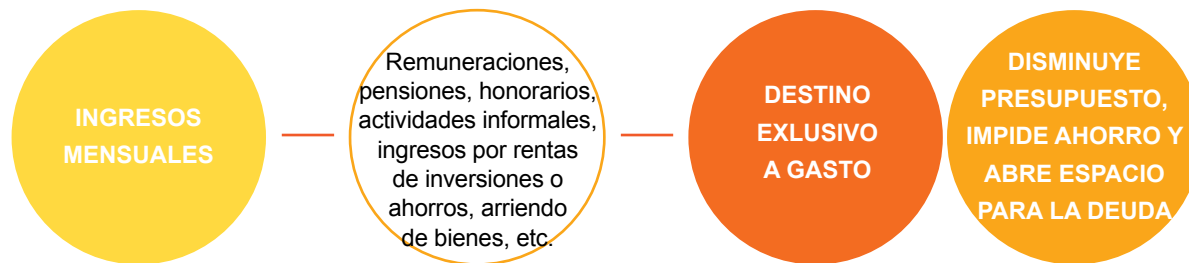 INGRESOS
MENSUALES
Remuneraciones,
pensiones, honorarios,
actividades informales,
ingresos por rentas
de inversiones o
ahorros, arriendo
de bienes, etc.
DESTINO
EXLUSIVO
A GASTO
DISMINUYE
PRESUPUESTO,
IMPIDE AHORRO Y
ABRE ESPACIO
PARA LA DEUDA